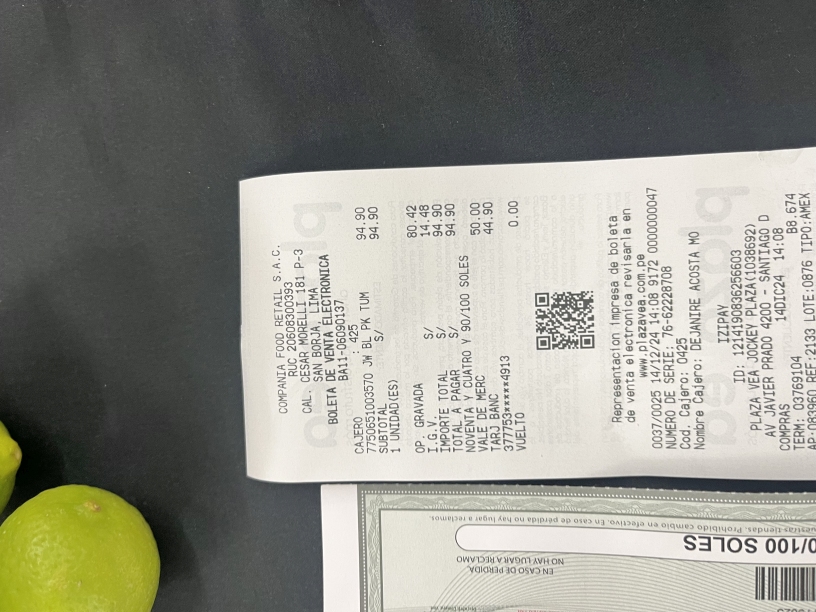 COMPANIA FOOD RETAIL S.A.C.
RUC 20608300393
CAL. CESAR MORELLI 181 P-3
SAN BORJA, LIMA
BOLETA DE VENTA ELECTRONICA
BA11-06090137
CAJERO : 425
7750651003570 JW BL PK TUM 94.90
SUBTOTAL S/ 94.90
1 UNIDAD(ES)
OP. GRAVADA 80.42
I.G.V. S/ 14.48
IMPORTE TOTAL S/ 94.90
TOTAL A PAGAR S/ 94.90
NOVENTA Y CUATRO Y 90/100 SOLES
VALE DE MERC 50.00
TARJ BANC 44.90
377753*****4913
VUELTO 0.00
Representacion impresa de boleta
de venta electronica revisarla en
www.plazavea.com.pe
0037/0025 14/12/24 14:08 9172 0000000047
NUMERO DE SERIE: 76-62228708
Cod. Cajero: 0425
Nombre Cajero: DEJANIRE ACOSTA MO
IZIPAY
ID: 1214190836256603
PLAZA VEA JOCKEY PLAZA(1038692)
AV JAVIER PRADO 4200 - SANTIAGO D
COMPRAS 14DIC24 14:08
TERM: 03769104 B8.674
AP:083960 REF:2133 LOTE:0876 TIPO:AMEX
uestras tiendas. Prohibido cambio en efectivo. En caso de perdida no hay lugar a reclamos.
0/100 SOLES
EN CASO DE PERDIDA,
NO HAY LUGAR A RECLAMO